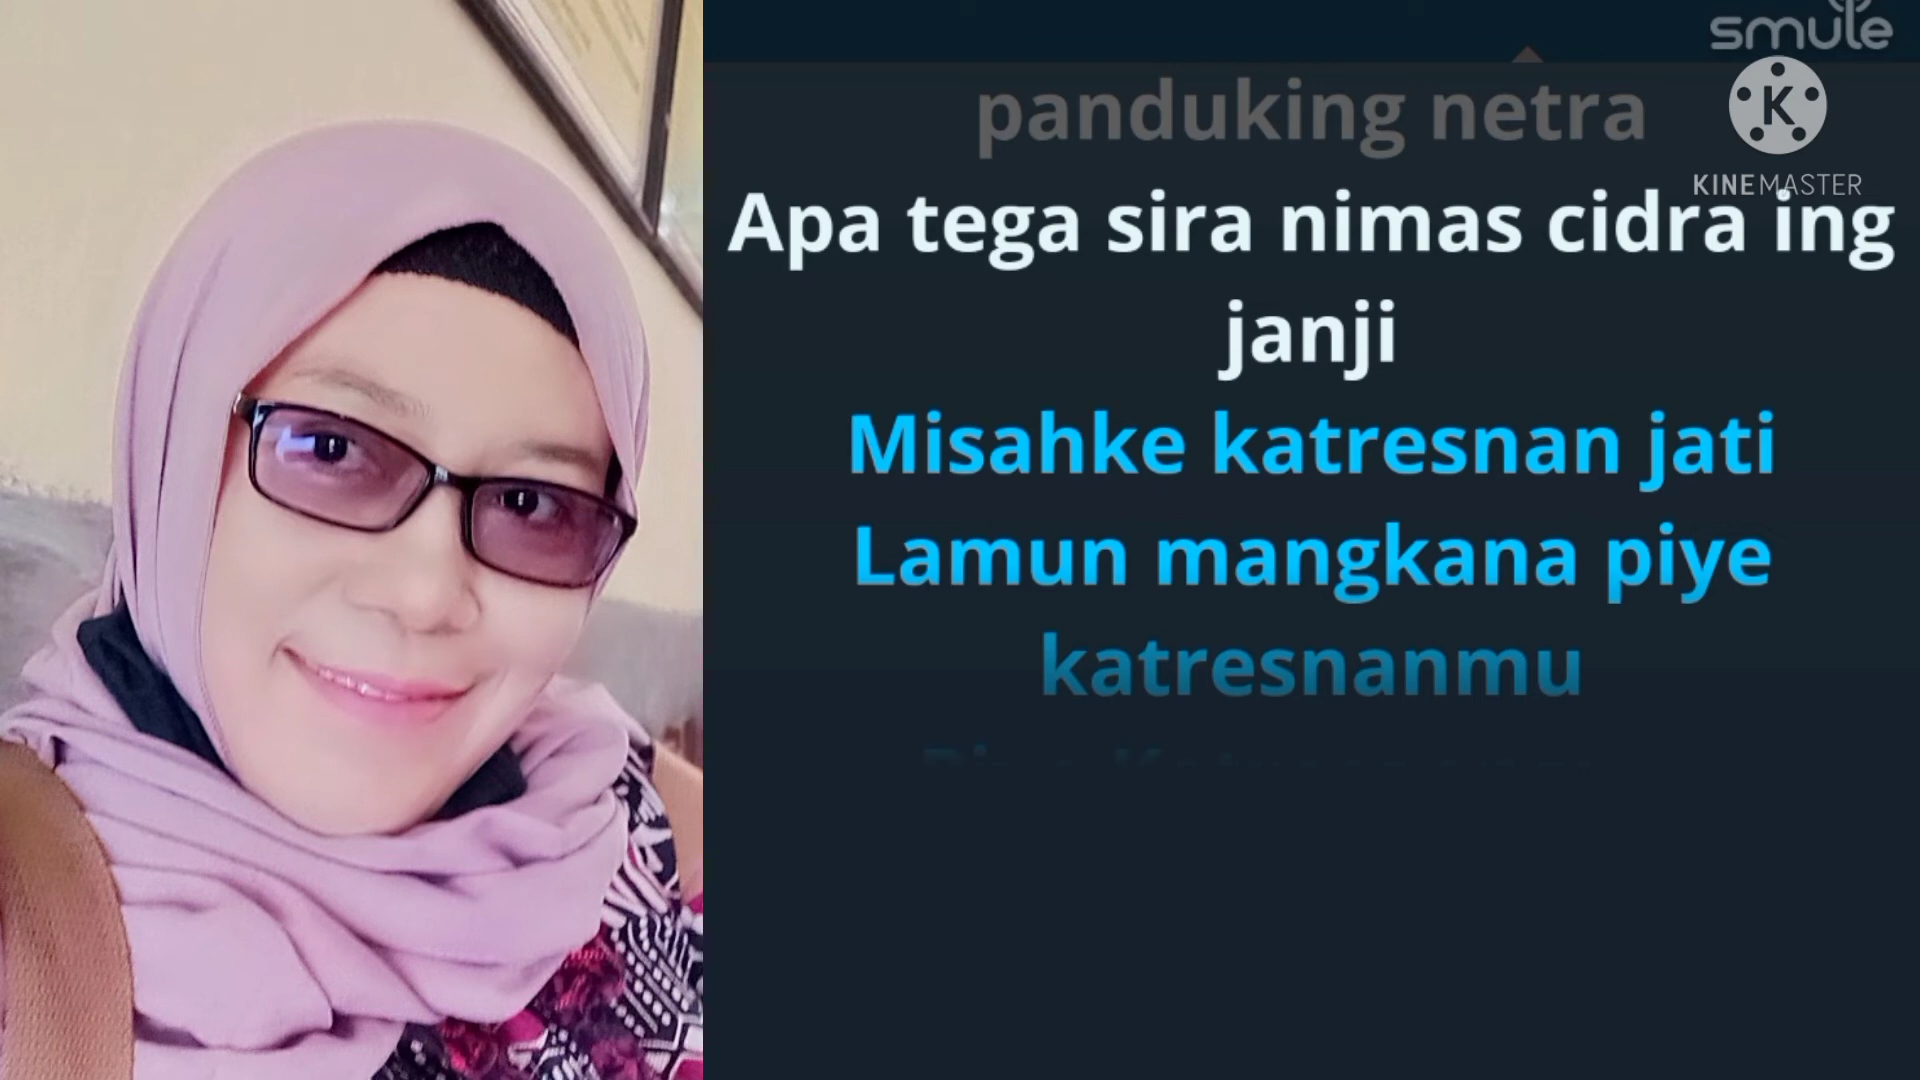 smule
panduking netra
K
KINEMASTER
Apa tega sira nimas cidra ing
janji
Misahke katresnan jati
Lamun mangkana piye
katresnanmu